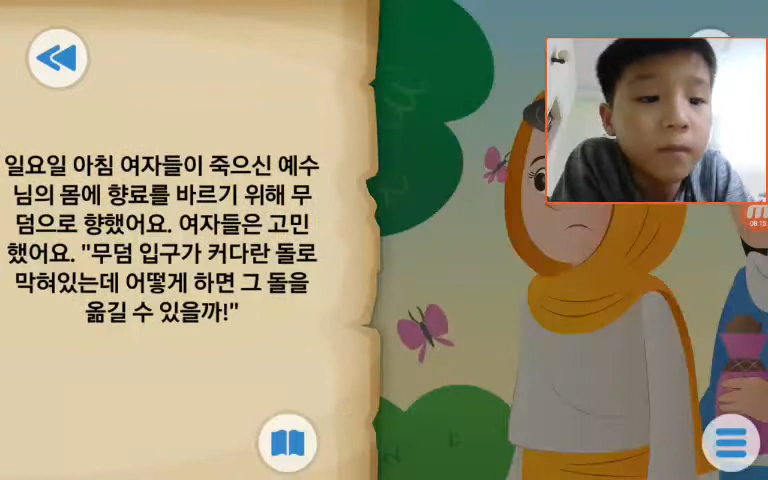 일요일 아침 여자들이 죽으신 예수
님의 몸에 향료를 바르기 위해 무
덤으로 향했어요. 여자들은 고민
했어요. "무덤 입구가 커다란 돌로
막혀있는데 어떻게 하면 그 돌을
옮길 수 있을까!"
08:15